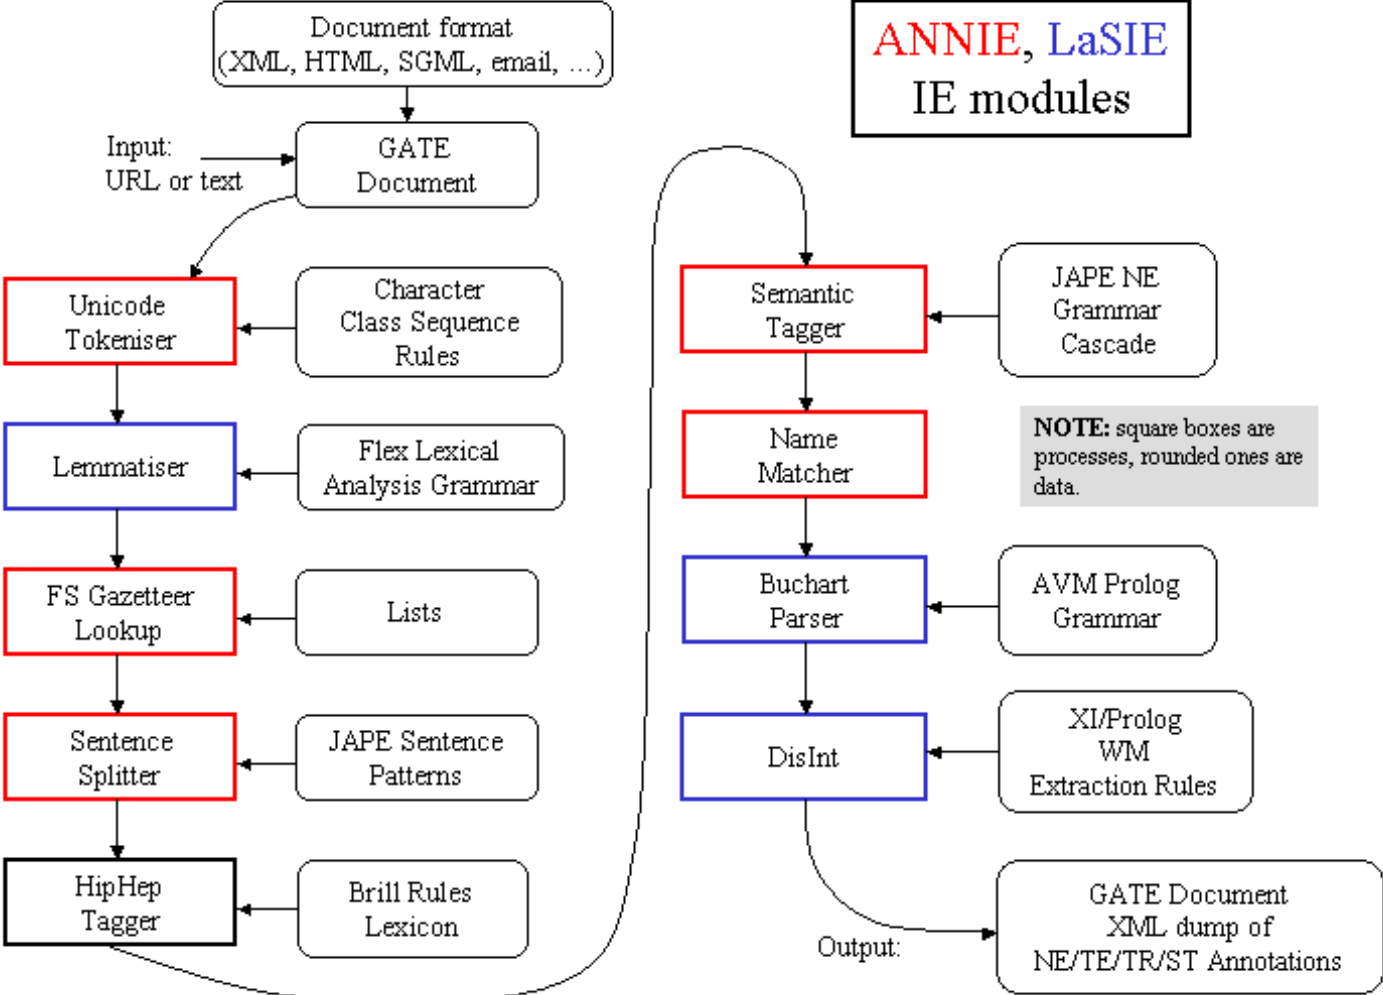 Document format
(XML, HTML, SGML, email, ...)
ANNIE, LaSIE
IE modules
Input:
URL or text
GATE
Document
Unicode
Tokeniser
Character
Class Sequence
Rules
Lemmatiser
Flex Lexical
Analysis Grammar
FS Gazetteer
Lookup
Lists
Sentence
Splitter
JAPE Sentence
Patterns
HipHep
Tagger
Brill Rules
Lexicon
Semantic
Tagger
JAPE NE
Grammar
Cascade
Name
Matcher
NOTE: square boxes are
processes, rounded ones are
data.
Buchart
Parser
AVM Prolog
Grammar
DisInt
XI/Prolog
WM
Extraction Rules
Output:
GATE Document
XML dump of
NE/TE/TR/ST Annotations